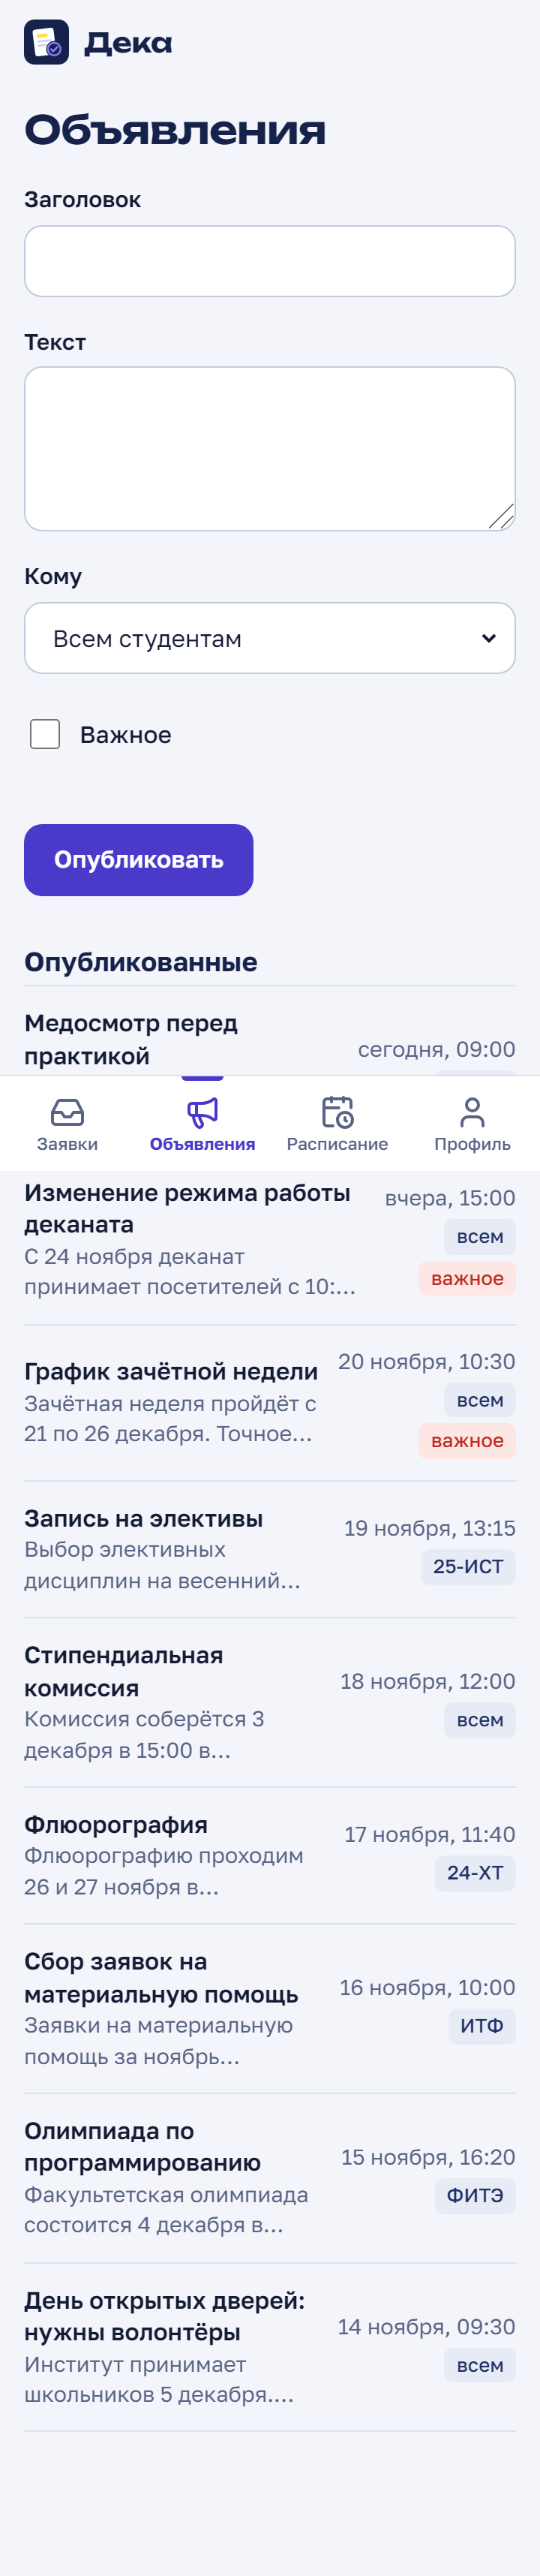 Дека
Объявления
Заголовок
Текст
Кому
Всем студентам
Важное
Опубликовать
Опубликованные
Медосмотр перед
практикой
сегодня, 09:00
Заявки
Объявления
Расписание
Профиль
Изменение режима работы
деканата
С 24 ноября деканат
принимает посетителей с 10:…
вчера, 15:00
всем
важное
График зачётной недели
Зачётная неделя пройдёт с
21 по 26 декабря. Точное…
20 ноября, 10:30
всем
важное
Запись на элективы
Выбор элективных
дисциплин на весенний…
19 ноября, 13:15
25-ИСТ
Стипендиальная
комиссия
Комиссия соберётся 3
декабря в 15:00 в…
18 ноября, 12:00
всем
Флюорография
Флюорографию проходим
26 и 27 ноября в…
17 ноября, 11:40
24-ХТ
Сбор заявок на
материальную помощь
Заявки на материальную
помощь за ноябрь…
16 ноября, 10:00
ИТФ
Олимпиада по
программированию
Факультетская олимпиада
состоится 4 декабря в…
15 ноября, 16:20
ФИТЭ
День открытых дверей:
нужны волонтёры
Институт принимает
школьников 5 декабря.…
14 ноября, 09:30
всем